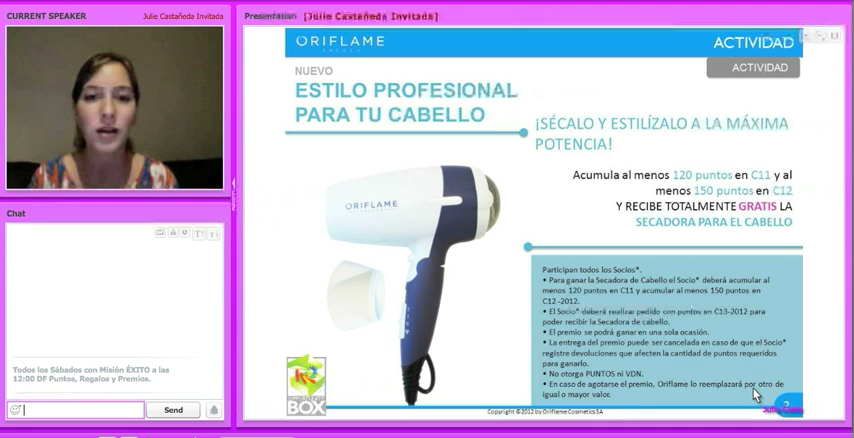 CURRENT SPEAKER
Julie Castañeda Invitada
Presentation
[Julie Castañeda Invitada]
ORIFLAME
ACTIVIDAD
ACTIVIDAD
NUEVO
ESTILO PROFESIONAL
PARA TU CABELLO
¡SÉCALO Y ESTILÍZALO A LA MÁXIMA
POTENCIA!
Acumula al menos 120 puntos en C11 y al
menos 150 puntos en C12
Y RECIBE TOTALMENTE GRATIS LA
SECADORA PARA EL CABELLO
ORIFLAME
Participan todos los Socios*.
• Para ganar la Secadora de Cabello el Socio* deberá acumular al
menos 120 puntos en C11 y acumular al menos 150 puntos en
C12-2012.
• El Socio* deberá realizar pedido con puntos en C13-2012 para
poder recibir la Secadora de cabello.
• El premio se podrá ganar en una sola ocasión.
• La entrega del premio puede ser cancelada en caso de que el Socio*
registre devoluciones que afecten la cantidad de puntos requeridos
para ganarlo.
• No otorga PUNTOS ni VDN.
• En caso de agotarse el premio, Oriflame lo reemplazará por otro de
igual o mayor valor.
BOX
Copyright ©2012 by Oriflame Cosmetics SA
2
Chat
Todos los Sábados con Misión ÉXITO a las
12:00 DF Puntos, Regalos y Premios.
Send